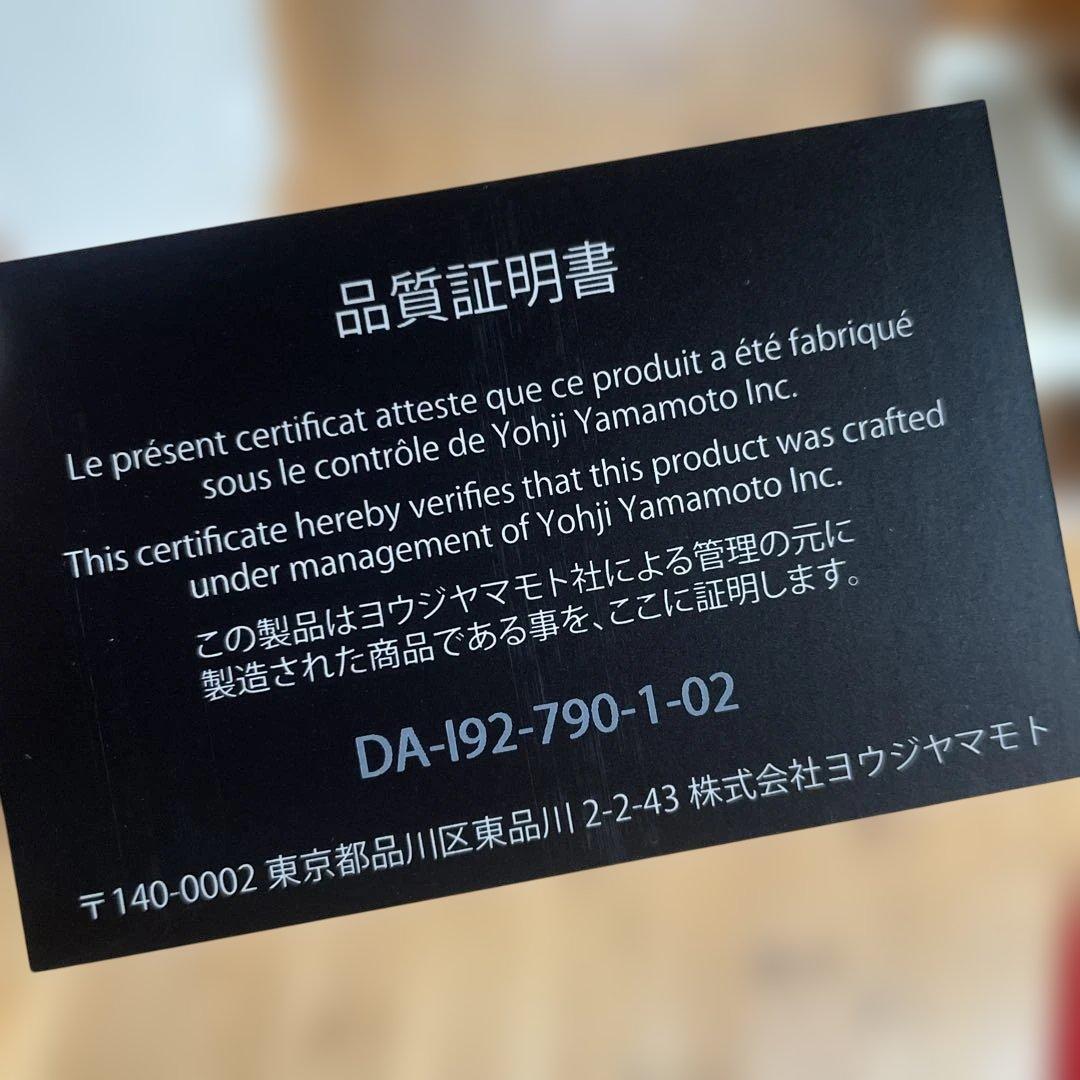 品質証明書
Le présent certificat atteste que ce produit a été fabriqué
sous le contrôle de Yohji Yamamoto Inc.
This certificate hereby verifies that this product was crafted
under management of Yohji Yamamoto Inc.
この製品はヨウジヤマモト社による管理の元に
製造された商品である事を、ここに証明します。
DA-I92-790-1-02
〒140-0002 東京都品川区東品川 2-2-43 株式会社ヨウジヤマモト